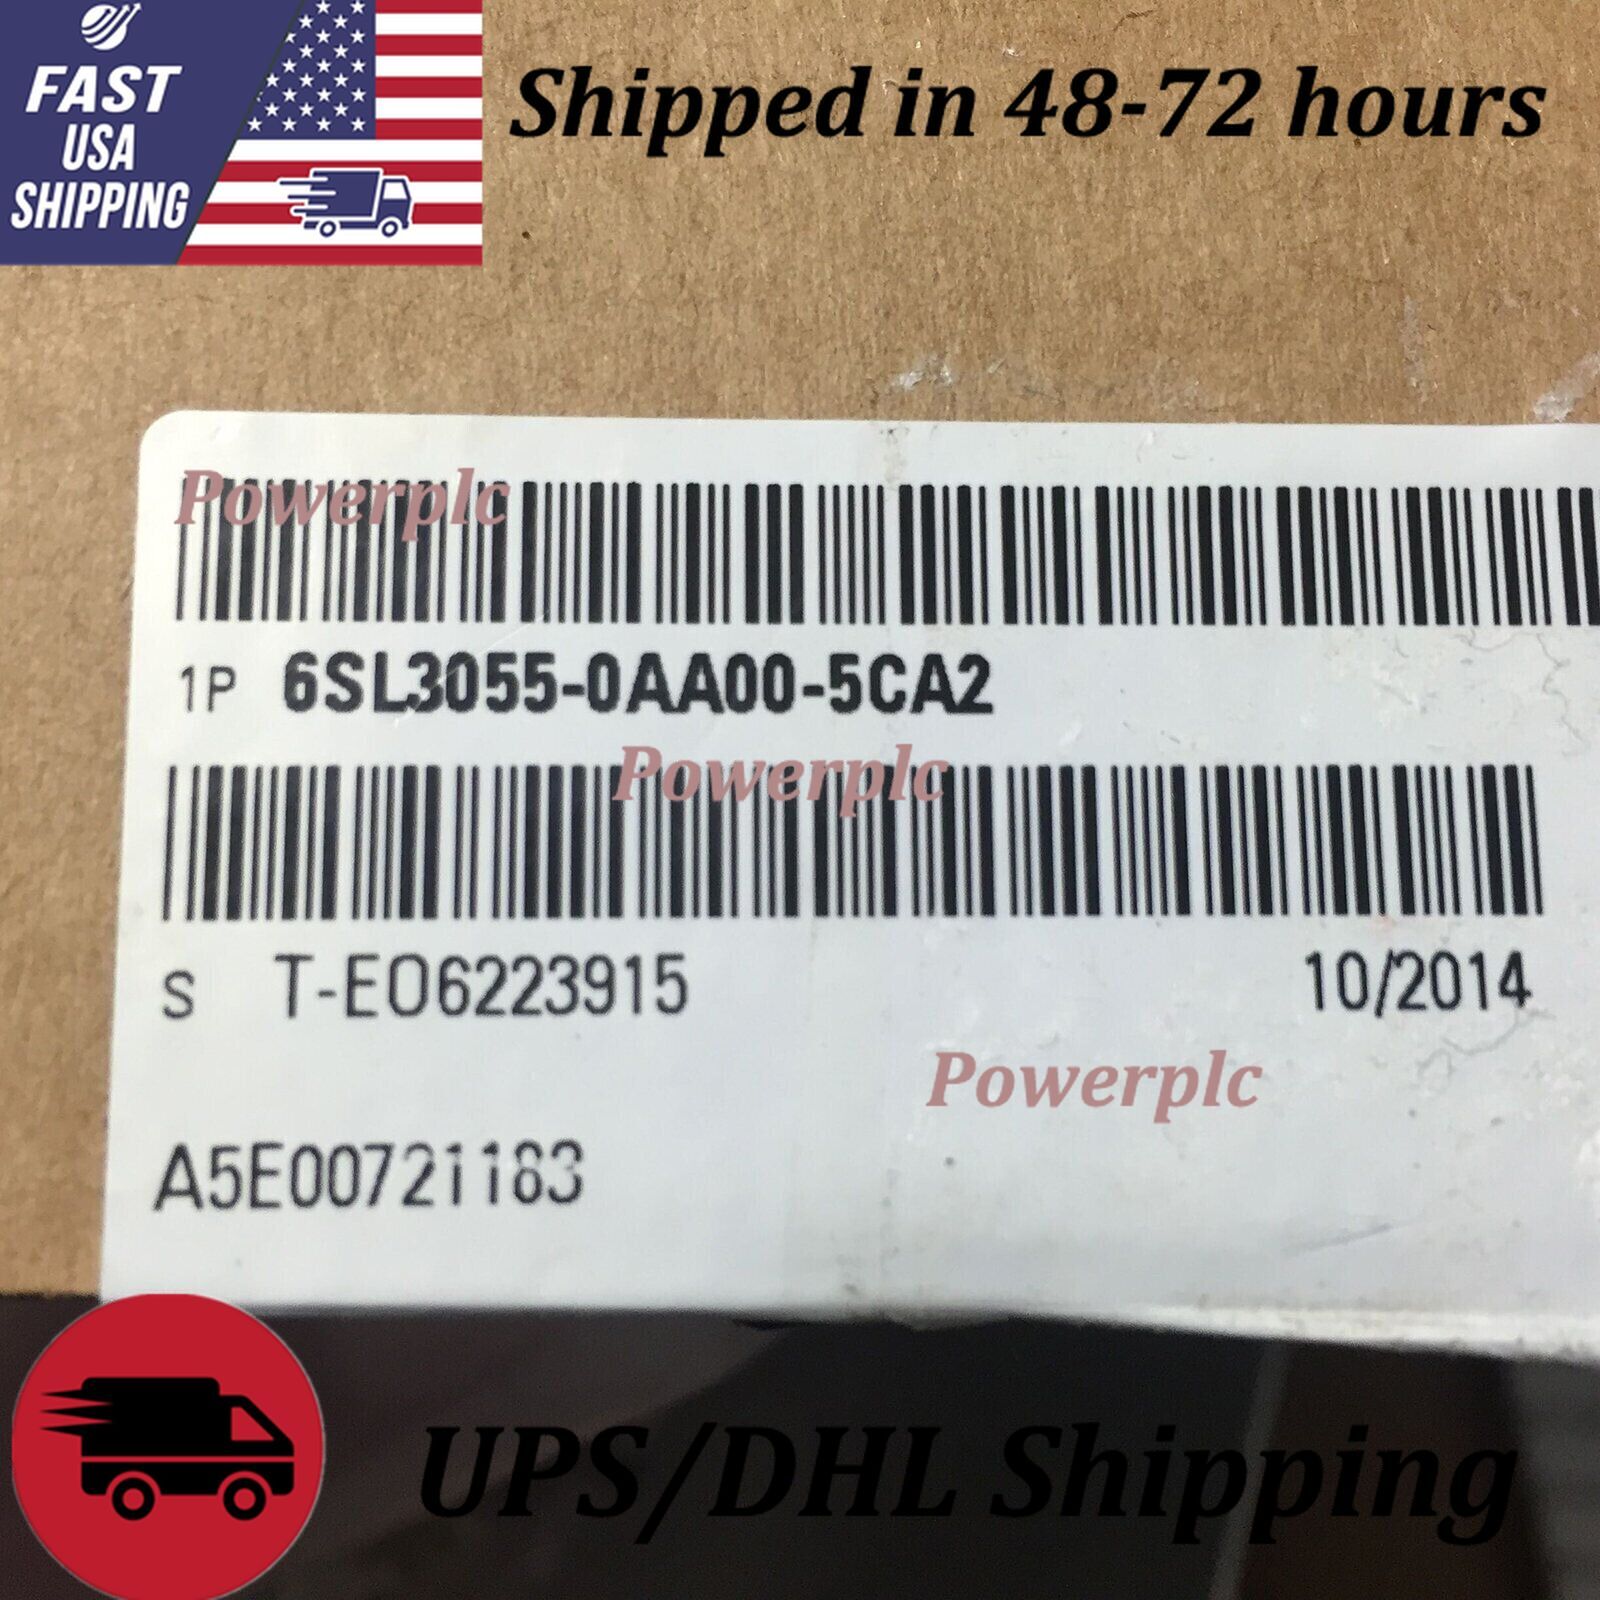 FAST
USA
SHIPPING
Shipped in 48-72 hours
Powerplc
1P 6SL3055-0AA00-5CA2
Powerplc
S T-EO6223915 10/2014
Powerplc
A5E00721183
UPS/DHL Shipping